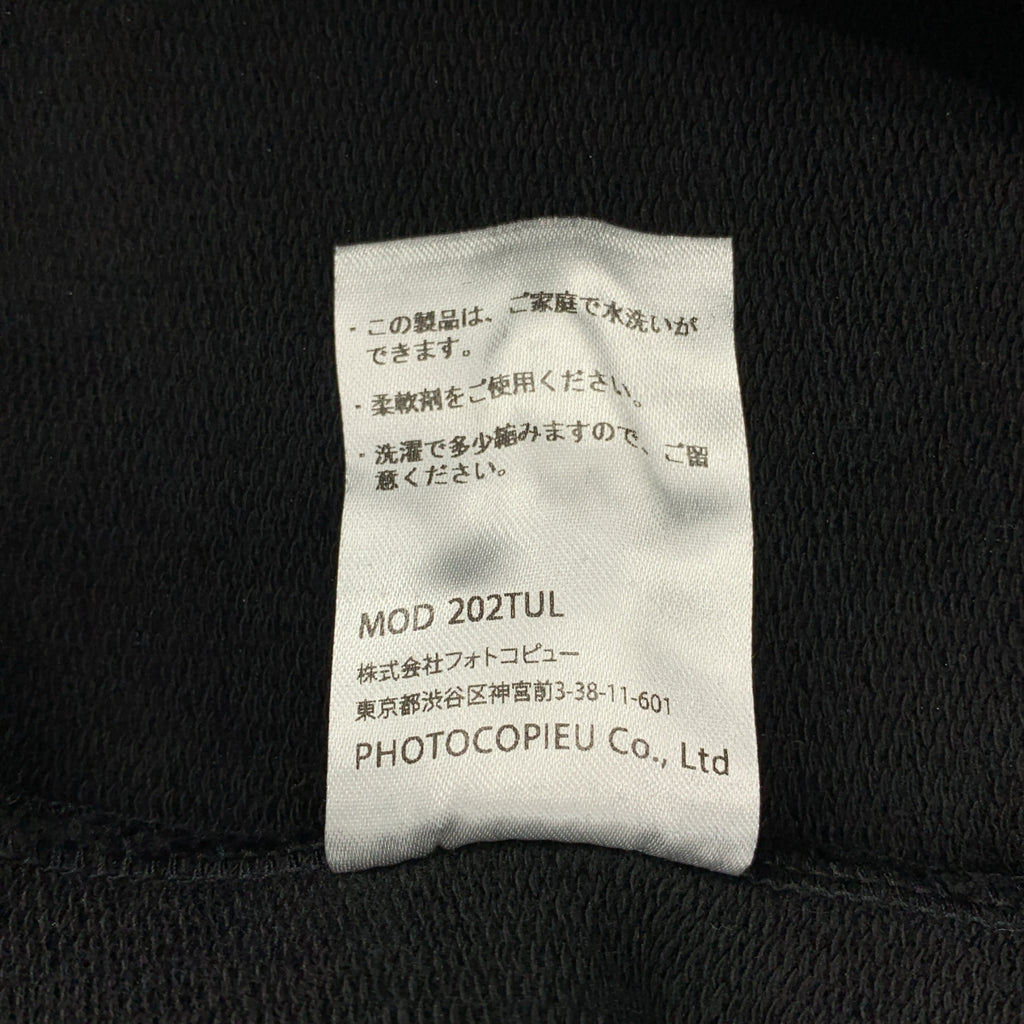 ・この製品は、ご家庭で水洗いが
できます。
・柔軟剤をご使用ください。
・洗濯で多少縮みますので、ご留
意ください。
MOD 202TUL
株式会社フォトコピュー
東京都渋谷区神宮前3-38-11-601
PHOTOCOPIEU Co., Ltd